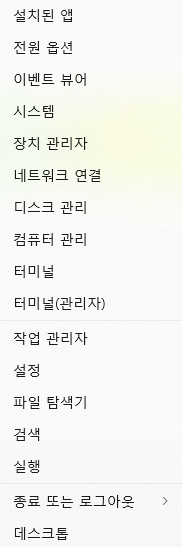 설치된 앱
전원 옵션
이벤트 뷰어
시스템
장치 관리자
네트워크 연결
디스크 관리
컴퓨터 관리
터미널
터미널(관리자)
작업 관리자
설정
파일 탐색기
검색
실행
종료 또는 로그아웃
데스크톱